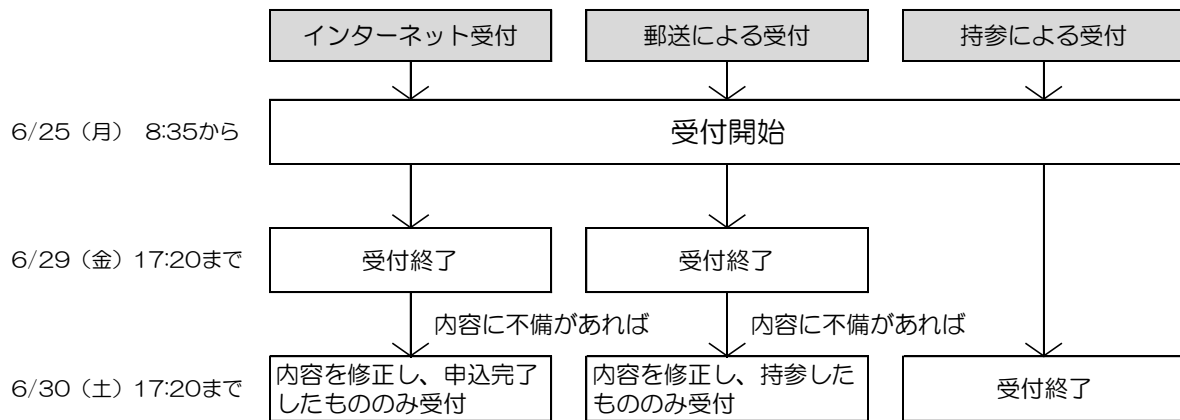 インターネット受付
郵送による受付
持参による受付
6/25（月） 8:35から
受付開始
6/29（金）17:20まで
受付終了
受付終了
内容に不備があれば
内容に不備があれば
6/30（土）17:20まで
内容を修正し、申込完了
したもののみ受付
内容を修正し、持参した
もののみ受付
受付終了